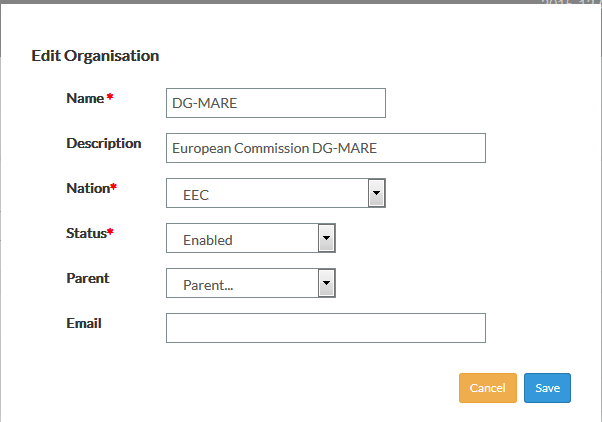 Edit Organisation
Name *
DG-MARE
Description
European Commission DG-MARE
Nation*
EEC
Status*
Enabled
Parent
Parent...
Email
Cancel Save